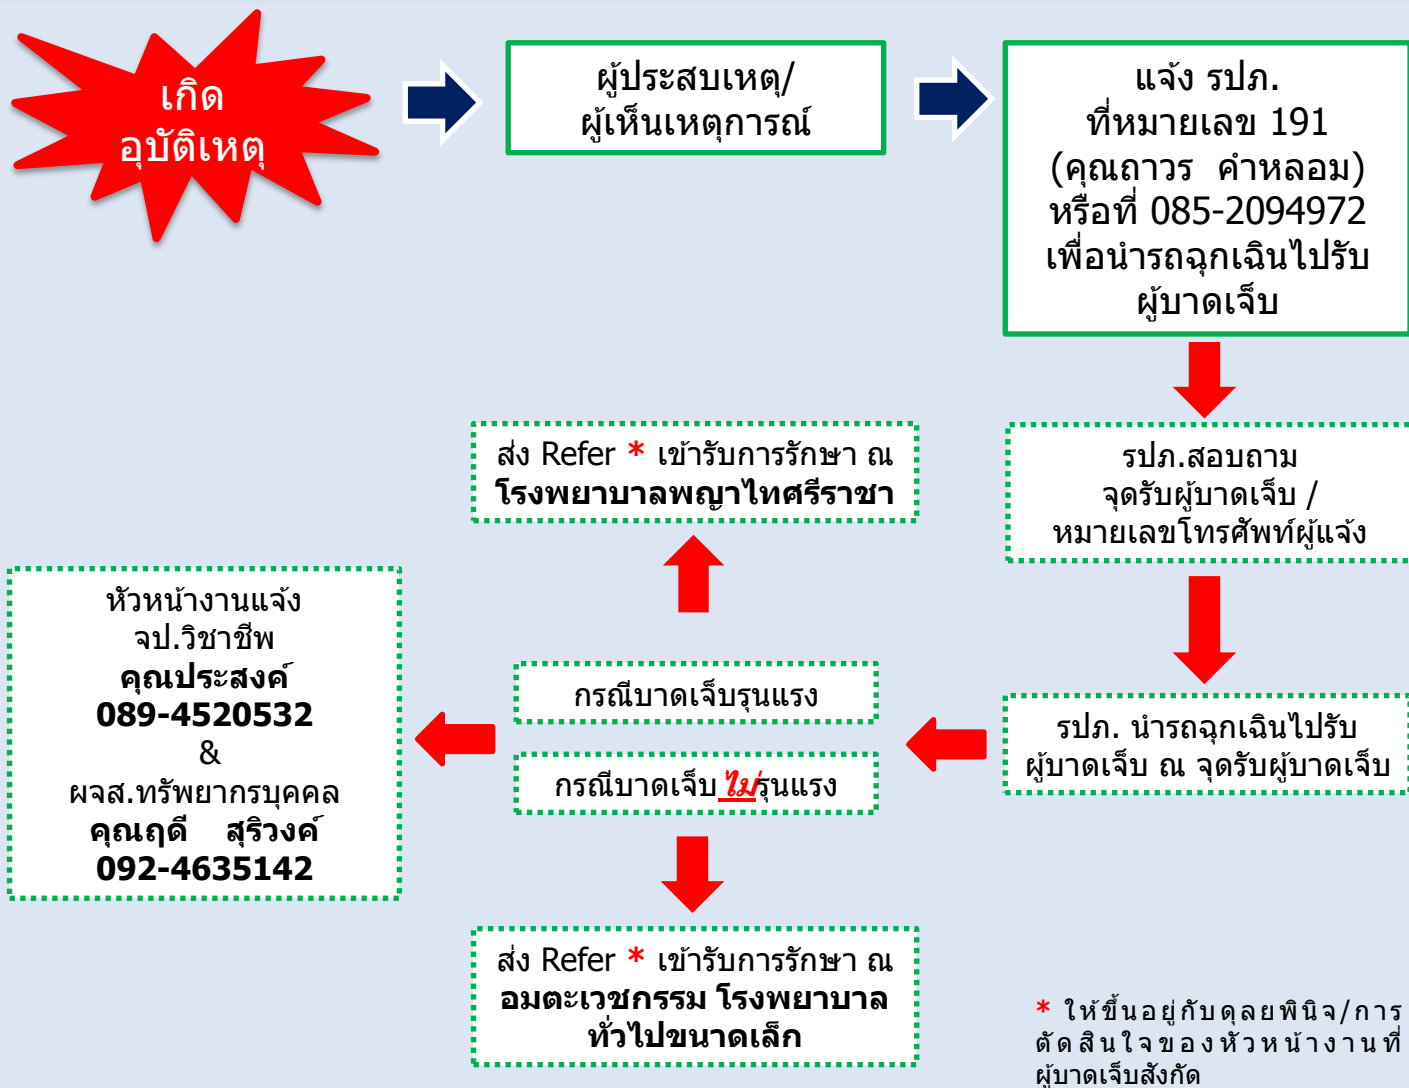 เกิด
อุบัติเหตุ
ผู้ประสบเหตุ/
ผู้เห็นเหตุการณ์
แจ้ง รปภ.
ที่หมายเลข 191
(คุณถาวร คำหลอม)
หรือที่ 085-2094972
เพื่อนำรถฉุกเฉินไปรับ
ผู้บาดเจ็บ
รปภ.สอบถาม
จุดรับผู้บาดเจ็บ /
หมายเลขโทรศัพท์ผู้แจ้ง
รปภ. นำรถฉุกเฉินไปรับ
ผู้บาดเจ็บ ณ จุดรับผู้บาดเจ็บ
กรณีบาดเจ็บรุนแรง
กรณีบาดเจ็บไม่รุนแรง
ส่ง Refer * เข้ารับการรักษา ณ
โรงพยาบาลพญาไทศรีราชา
หัวหน้างานแจ้ง
จป.วิชาชีพ
คุณประสงค์
089-4520532
&
ผจส.ทรัพยากรบุคคล
คุณฤดี สุริวงค์
092-4635142
ส่ง Refer * เข้ารับการรักษา ณ
อมตะเวชกรรม โรงพยาบาล
ทั่วไปขนาดเล็ก
* ให้ขึ้นอยู่กับดุลยพินิจ/การ
ตัดสินใจของหัวหน้างานที่
ผู้บาดเจ็บสังกัด